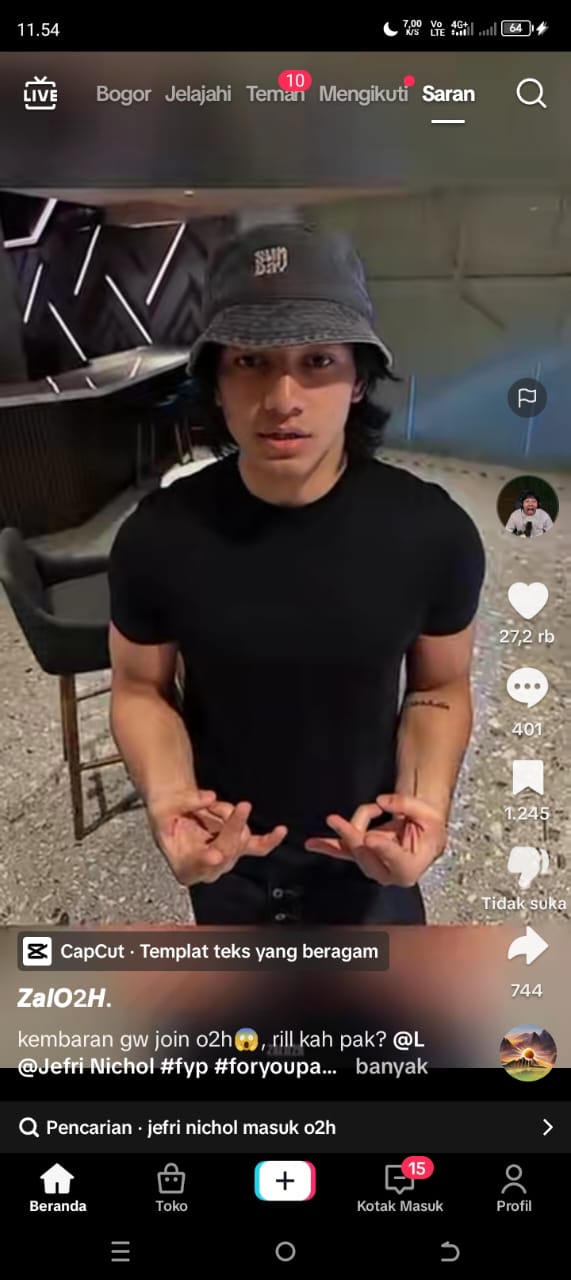 11.54
7,00
K/S
Vo
LTE
4G+
64
LIVE
Bogor
Jelajahi
Teman
10
Mengikuti
Saran
SUN
DAY
27,2 rb
401
1.245
Tidak suka
744
CapCut · Templat teks yang beragam
ZalO2H.
kembaran gw join o2h😱, rill kah pak? @L
@Jefri Nichol #fyp #foryoupa... banyak
Pencarian · jefri nichol masuk o2h
15
Beranda
Toko
Kotak Masuk
Profil